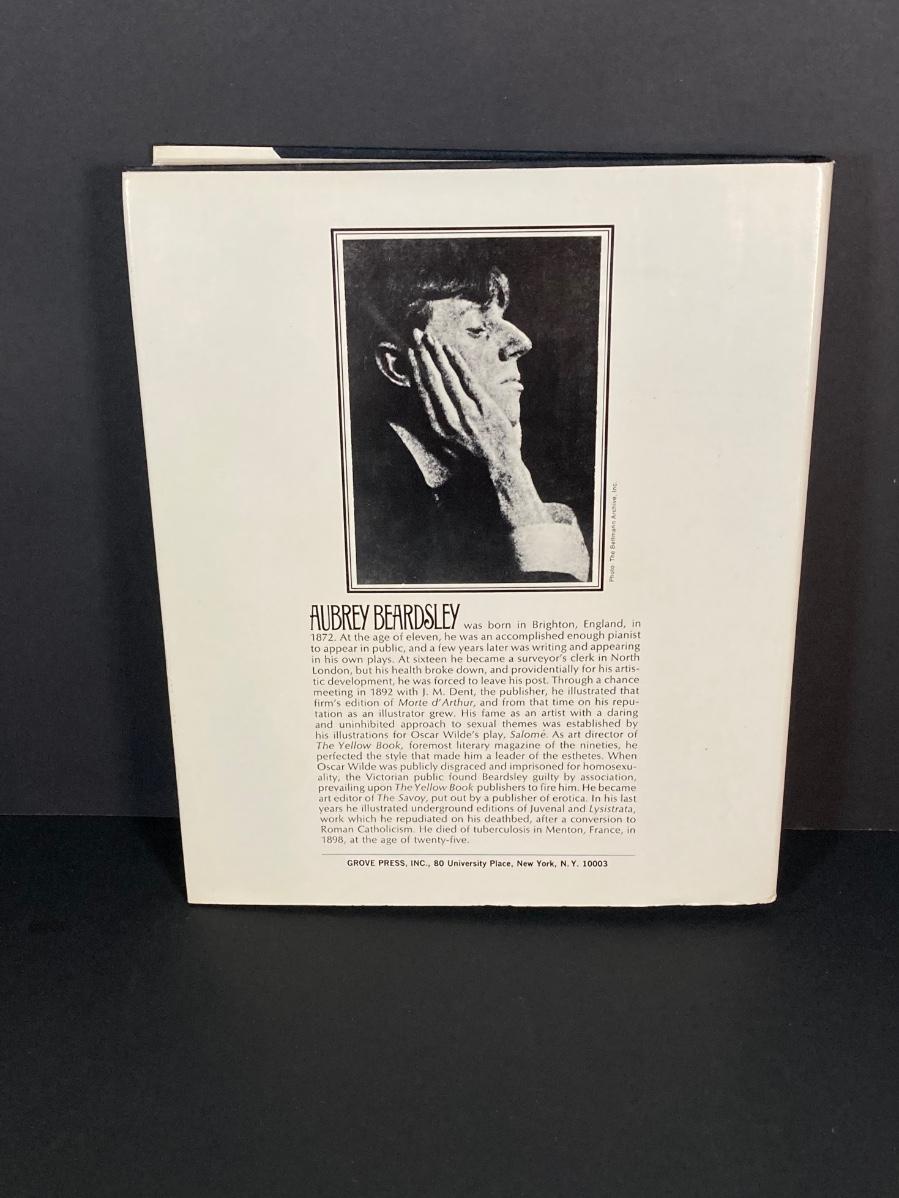 Photo: The Bettmann Archive, Inc.
AUBREY BEARDSLEY was born in Brighton, England, in
1872. At the age of eleven, he was an accomplished enough pianist
to appear in public, and a few years later was writing and appearing
in his own plays. At sixteen he became a surveyor's clerk in North
London, but his health broke down, and providentially for his artis-
tic development, he was forced to leave his post. Through a chance
meeting in 1892 with J. M. Dent, the publisher, he illustrated that
firm's edition of Morte d'Arthur, and from that time on his repu-
tation as an illustrator grew. His fame as an artist with a daring
and uninhibited approach to sexual themes was established by
his illustrations for Oscar Wilde's play, Salomé. As art director of
The Yellow Book, foremost literary magazine of the nineties, he
perfected the style that made him a leader of the esthetes. When
Oscar Wilde was publicly disgraced and imprisoned for homosexu-
ality, the Victorian public found Beardsley guilty by association,
prevailing upon The Yellow Book publishers to fire him. He became
art editor of The Savoy, put out by a publisher of erotica. In his last
years he illustrated underground editions of Juvenal and Lysistrata,
work which he repudiated on his deathbed, after a conversion to
Roman Catholicism. He died of tuberculosis in Menton, France, in
1898, at the age of twenty-five.
GROVE PRESS, INC., 80 University Place, New York, N.Y. 10003